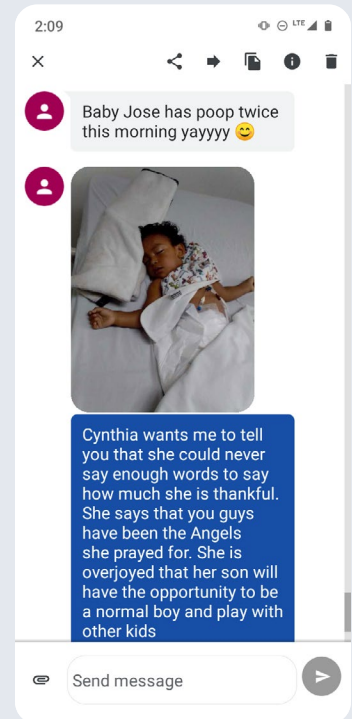 2:09
LTE
Baby Jose has poop twice
this morning yayyyy 😊
Cynthia wants me to tell
you that she could never
say enough words to say
how much she is thankful.
She says that you guys
have been the Angels
she prayed for. She is
overjoyed that her son will
have the opportunity to be
a normal boy and play with
other kids
Send message